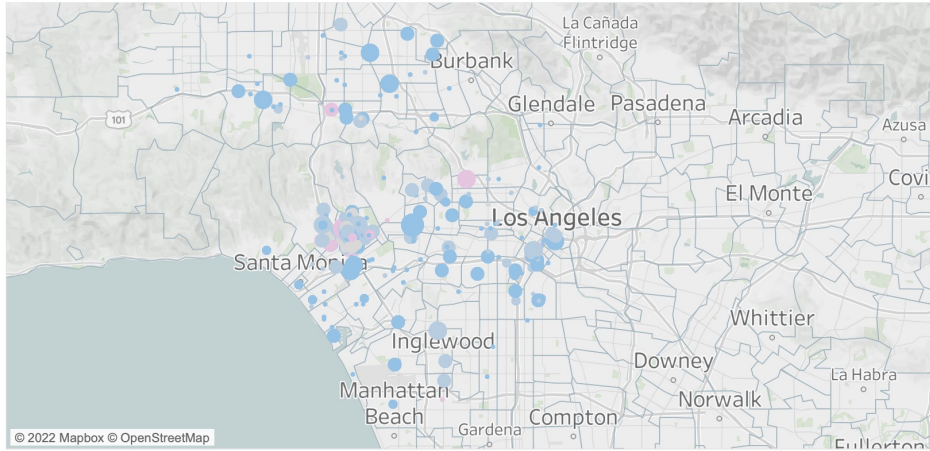 La Cañada
Flintridge
Burbank
Glendale
Pasadena
101
Arcadia
Azusa
Covi
El Monte
Los Angeles
Santa Monica
Whittier
Inglewood
Downey
La Habra
Manhattan
Beach
Norwalk
Compton
Gardena
© 2022 Mapbox © OpenStreetMap
Fullerton